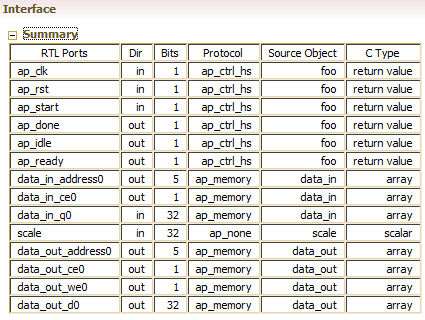 Interface
Summary
RTL Ports Dir Bits Protocol Source Object C Type
ap_clk in 1 ap_ctrl_hs foo return value
ap_rst in 1 ap_ctrl_hs foo return value
ap_start in 1 ap_ctrl_hs foo return value
ap_done out 1 ap_ctrl_hs foo return value
ap_idle out 1 ap_ctrl_hs foo return value
ap_ready out 1 ap_ctrl_hs foo return value
data_in_address0 out 5 ap_memory data_in array
data_in_ce0 out 1 ap_memory data_in array
data_in_q0 in 32 ap_memory data_in array
scale in 32 ap_none scale scalar
data_out_address0 out 5 ap_memory data_out array
data_out_ce0 out 1 ap_memory data_out array
data_out_we0 out 1 ap_memory data_out array
data_out_d0 out 32 ap_memory data_out array